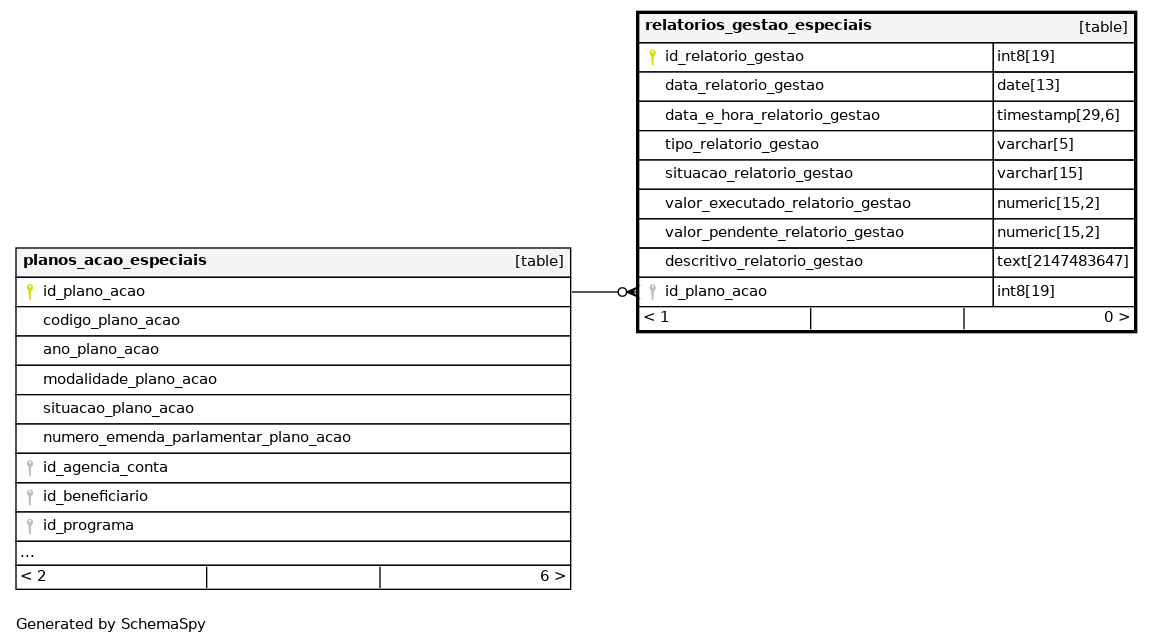 relatorios_gestao_especiais [table]
id_relatorio_gestao int8[19]
data_relatorio_gestao date[13]
data_e_hora_relatorio_gestao timestamp[29,6]
tipo_relatorio_gestao varchar[5]
situacao_relatorio_gestao varchar[15]
valor_executado_relatorio_gestao numeric[15,2]
valor_pendente_relatorio_gestao numeric[15,2]
descritivo_relatorio_gestao text[2147483647]
id_plano_acao int8[19]
< 1 0 >
planos_acao_especiais [table]
id_plano_acao
codigo_plano_acao
ano_plano_acao
modalidade_plano_acao
situacao_plano_acao
numero_emenda_parlamentar_plano_acao
id_agencia_conta
id_beneficiario
id_programa
...
< 2 6 >
Generated by SchemaSpy